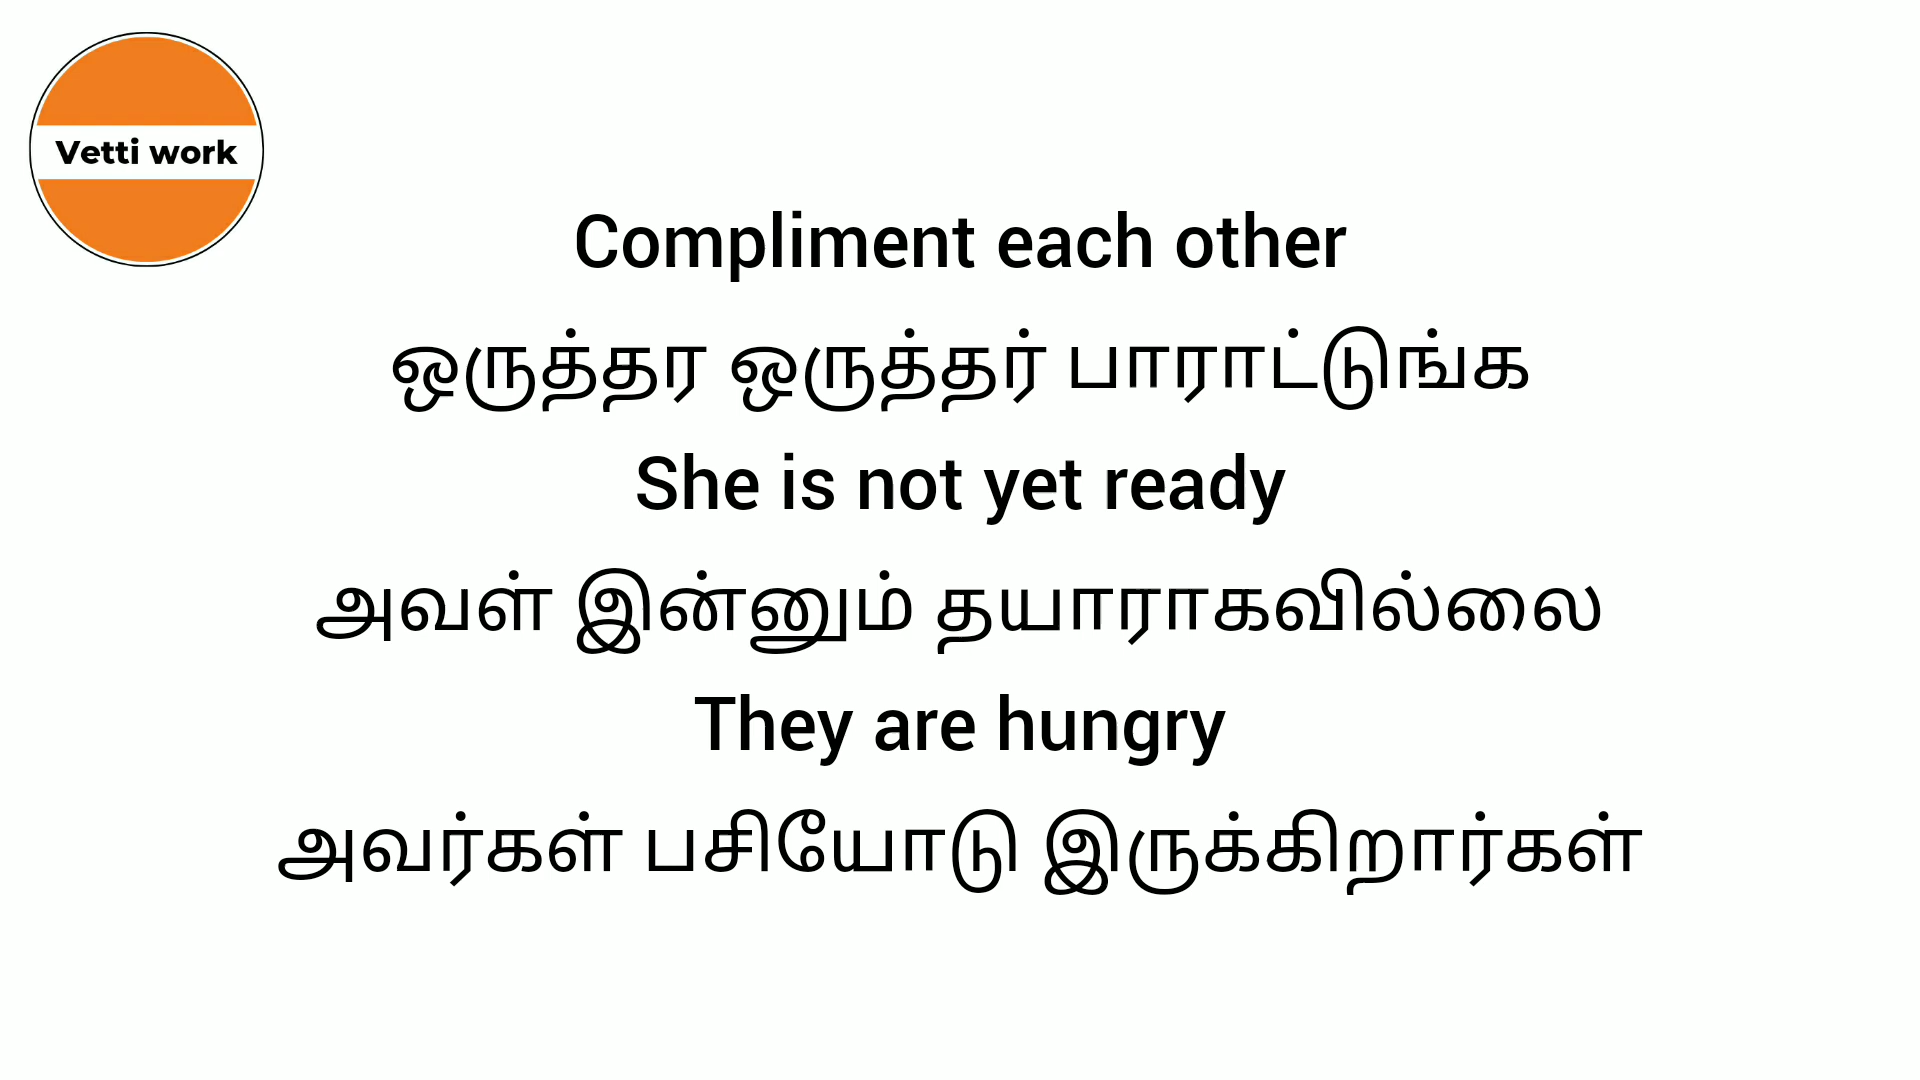 Vetti work
Compliment each other
ஒருத்தர ஒருத்தர் பாராட்டுங்க
She is not yet ready
அவள் இன்னும் தயாராகவில்லை
They are hungry
அவர்கள் பசியோடு இருக்கிறார்கள்